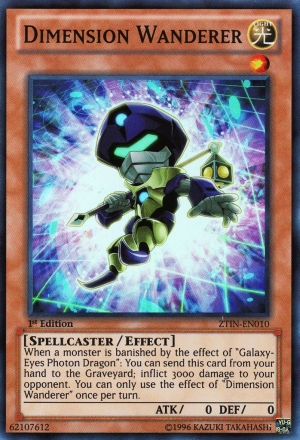 DIMENSION WANDERER
LIGHT
光
1st Edition
ZTIN-EN010
[SPELLCASTER / EFFECT]
When a monster is banished by the effect of "Galaxy-
Eyes Photon Dragon": You can send this card from your
hand to the Graveyard; inflict 3000 damage to your
opponent. You can only use the effect of "Dimension
Wanderer" once per turn.
ATK/ 0 DEF/ 0
62107612
©1996 KAZUKI TAKAHASHI